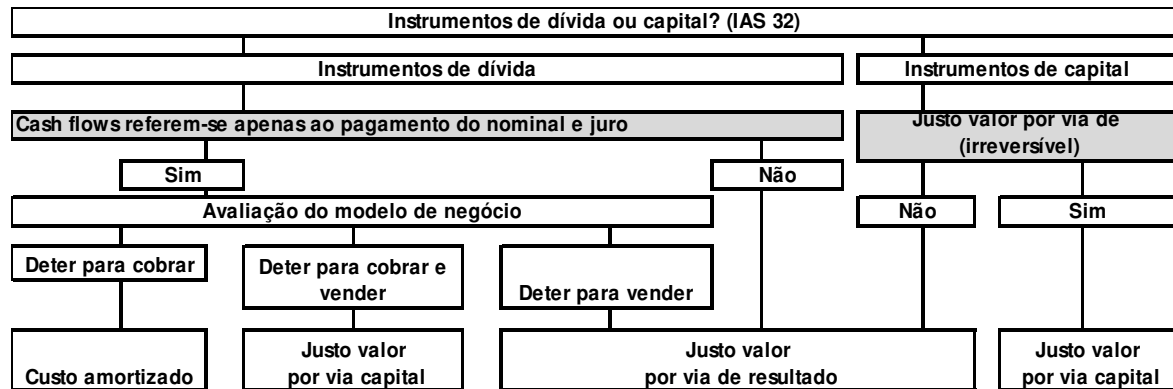 Instrumentos de dívida ou capital? (IAS 32)
Instrumentos de dívida
Instrumentos de capital
Cash flows referem-se apenas ao pagamento do nominal e juro
Justo valor por via de
(irreversível)
Sim
Não
Avaliação do modelo de negócio
Não
Sim
Deter para cobrar
Deter para cobrar e
vender
Deter para vender
Custo amortizado
Justo valor
por via capital
Justo valor
por via de resultado
Justo valor
por via capital